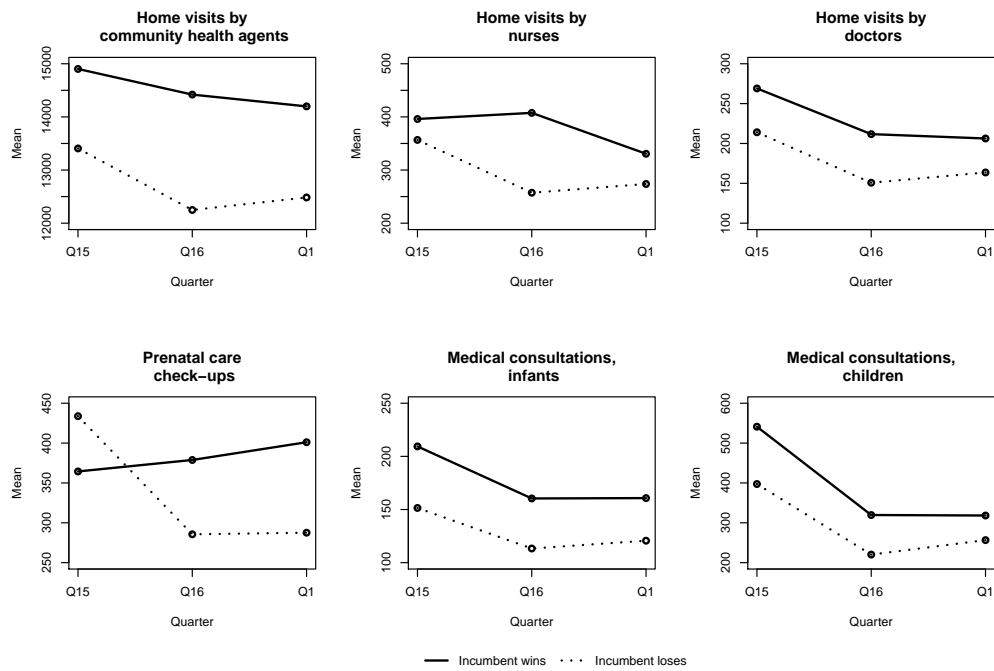 Home visits by
community health agents
Mean
15000
14000
13000
12000
Q15
Q16
Q1
Quarter
Home visits by
nurses
Mean
500
400
300
200
Q15
Q16
Q1
Quarter
Home visits by
doctors
Mean
300
250
200
150
100
Q15
Q16
Q1
Quarter
Prenatal care
check−ups
Mean
450
400
350
300
250
Q15
Q16
Q1
Quarter
Medical consultations,
infants
Mean
250
200
150
100
Q15
Q16
Q1
Quarter
Medical consultations,
children
Mean
600
500
400
300
200
Q15
Q16
Q1
Quarter
Incumbent wins
Incumbent loses